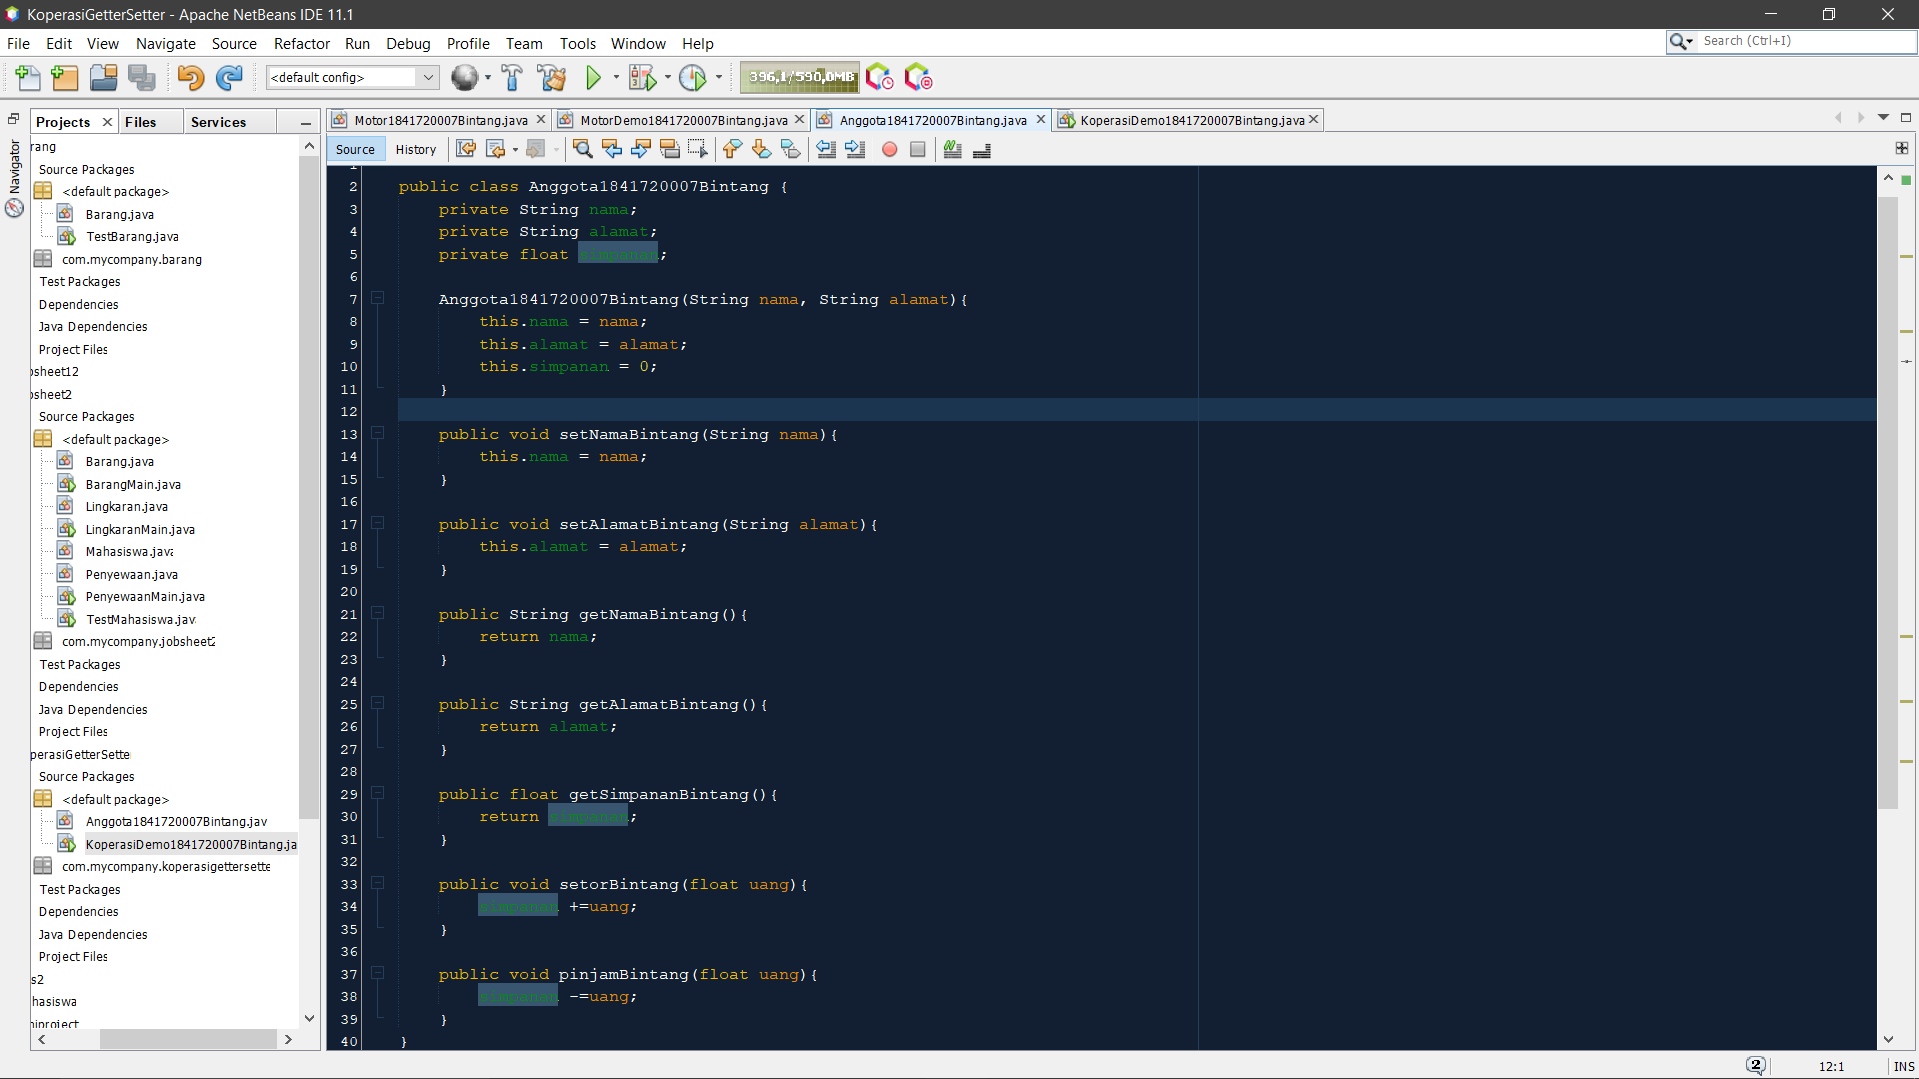 KoperasiGetterSetter - Apache NetBeans IDE 11.1
File Edit View Navigate Source Refactor Run Debug Profile Team Tools Window Help
Search (Ctrl+I)
<default config>
396,1/590,0MB
Projects Files Services
Motor1841720007Bintang.java MotorDemo1841720007Bintang.java Anggota1841720007Bintang.java KoperasiDemo1841720007Bintang.java
Navigator
Source History
rang
Source Packages
<default package>
Barang.java
TestBarang.java
com.mycompany.barang
Test Packages
Dependencies
Java Dependencies
Project Files
bsheet12
bsheet2
Source Packages
<default package>
Barang.java
BarangMain.java
Lingkaran.java
LingkaranMain.java
Mahasiswa.java
Penyewaan.java
PenyewaanMain.java
TestMahasiswa.jav
com.mycompany.jobsheet2
Test Packages
Dependencies
Java Dependencies
Project Files
perasiGetterSette
Source Packages
<default package>
Anggota1841720007Bintang.jav
KoperasiDemo1841720007Bintang.ja
com.mycompany.koperasigettersette
Test Packages
Dependencies
Java Dependencies
Project Files
s2
hasiswa
niproject
1
2 public class Anggota1841720007Bintang {
3 private String nama;
4 private String alamat;
5 private float simpanan;
6
7 Anggota1841720007Bintang(String nama, String alamat){
8 this.nama = nama;
9 this.alamat = alamat;
10 this.simpanan = 0;
11 }
12
13 public void setNamaBintang(String nama){
14 this.nama = nama;
15 }
16
17 public void setAlamatBintang(String alamat){
18 this.alamat = alamat;
19 }
20
21 public String getNamaBintang(){
22 return nama;
23 }
24
25 public String getAlamatBintang(){
26 return alamat;
27 }
28
29 public float getSimpananBintang(){
30 return simpanan;
31 }
32
33 public void setorBintang(float uang){
34 simpanan +=uang;
35 }
36
37 public void pinjamBintang(float uang){
38 simpanan -=uang;
39 }
40 }
2 12:1 INS